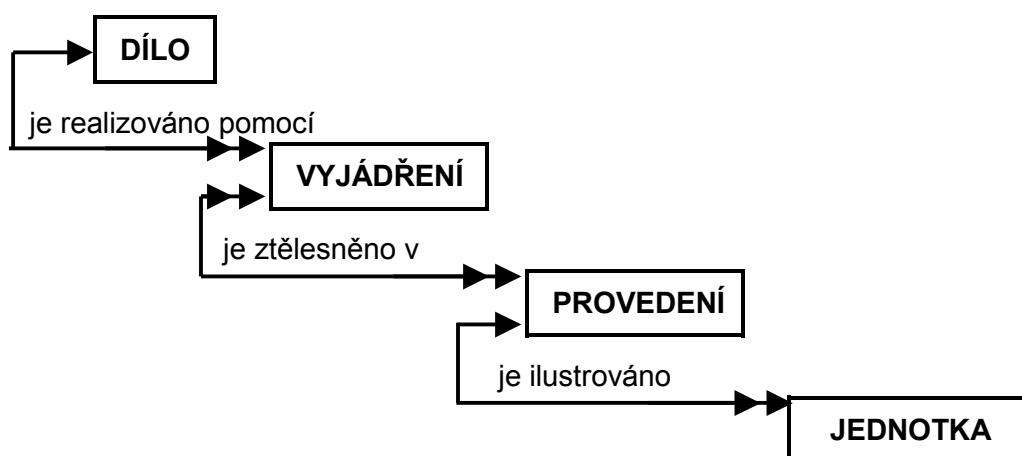 DÍLO
je realizováno pomocí
VYJÁDŘENÍ
je ztělesněno v
PROVEDENÍ
je ilustrováno
JEDNOTKA